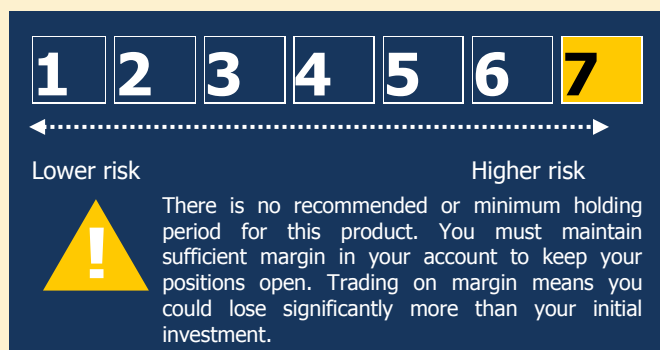 1 2 3 4 5 6 7
Lower risk Higher risk
!
There is no recommended or minimum holding
period for this product. You must maintain
sufficient margin in your account to keep your
positions open. Trading on margin means you
could lose significantly more than your initial
investment.